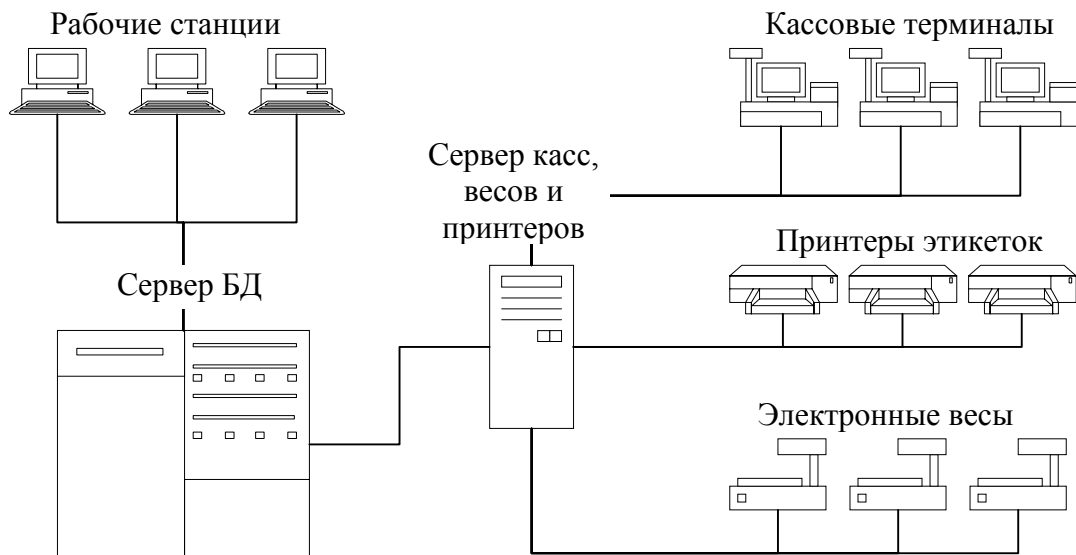 Рабочие станции
Кассовые терминалы
Сервер касс,
весов и
принтеров
Принтеры этикеток
Сервер БД
Электронные весы